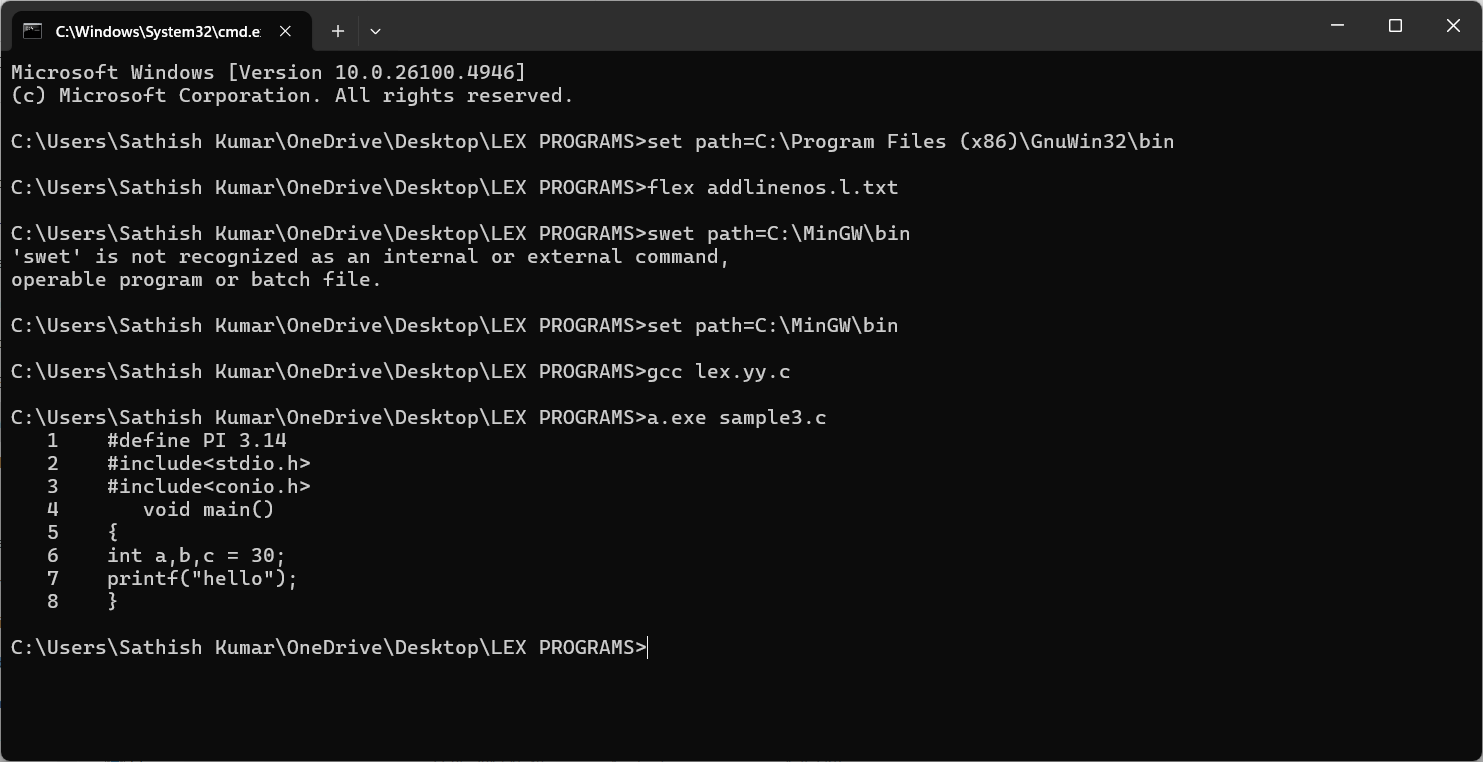 C:\Windows\System32\cmd.e
Microsoft Windows [Version 10.0.26100.4946]
(c) Microsoft Corporation. All rights reserved.
C:\Users\Sathish Kumar\OneDrive\Desktop\LEX PROGRAMS>set path=C:\Program Files (x86)\GnuWin32\bin
C:\Users\Sathish Kumar\OneDrive\Desktop\LEX PROGRAMS>flex addlinenos.l.txt
C:\Users\Sathish Kumar\OneDrive\Desktop\LEX PROGRAMS>swet path=C:\MinGW\bin
'swet' is not recognized as an internal or external command,
operable program or batch file.
C:\Users\Sathish Kumar\OneDrive\Desktop\LEX PROGRAMS>set path=C:\MinGW\bin
C:\Users\Sathish Kumar\OneDrive\Desktop\LEX PROGRAMS>gcc lex.yy.c
C:\Users\Sathish Kumar\OneDrive\Desktop\LEX PROGRAMS>a.exe sample3.c
   1    #define PI 3.14
   2    #include<stdio.h>
   3    #include<conio.h>
   4       void main()
   5    {
   6    int a,b,c = 30;
   7    printf("hello");
   8    }
C:\Users\Sathish Kumar\OneDrive\Desktop\LEX PROGRAMS>